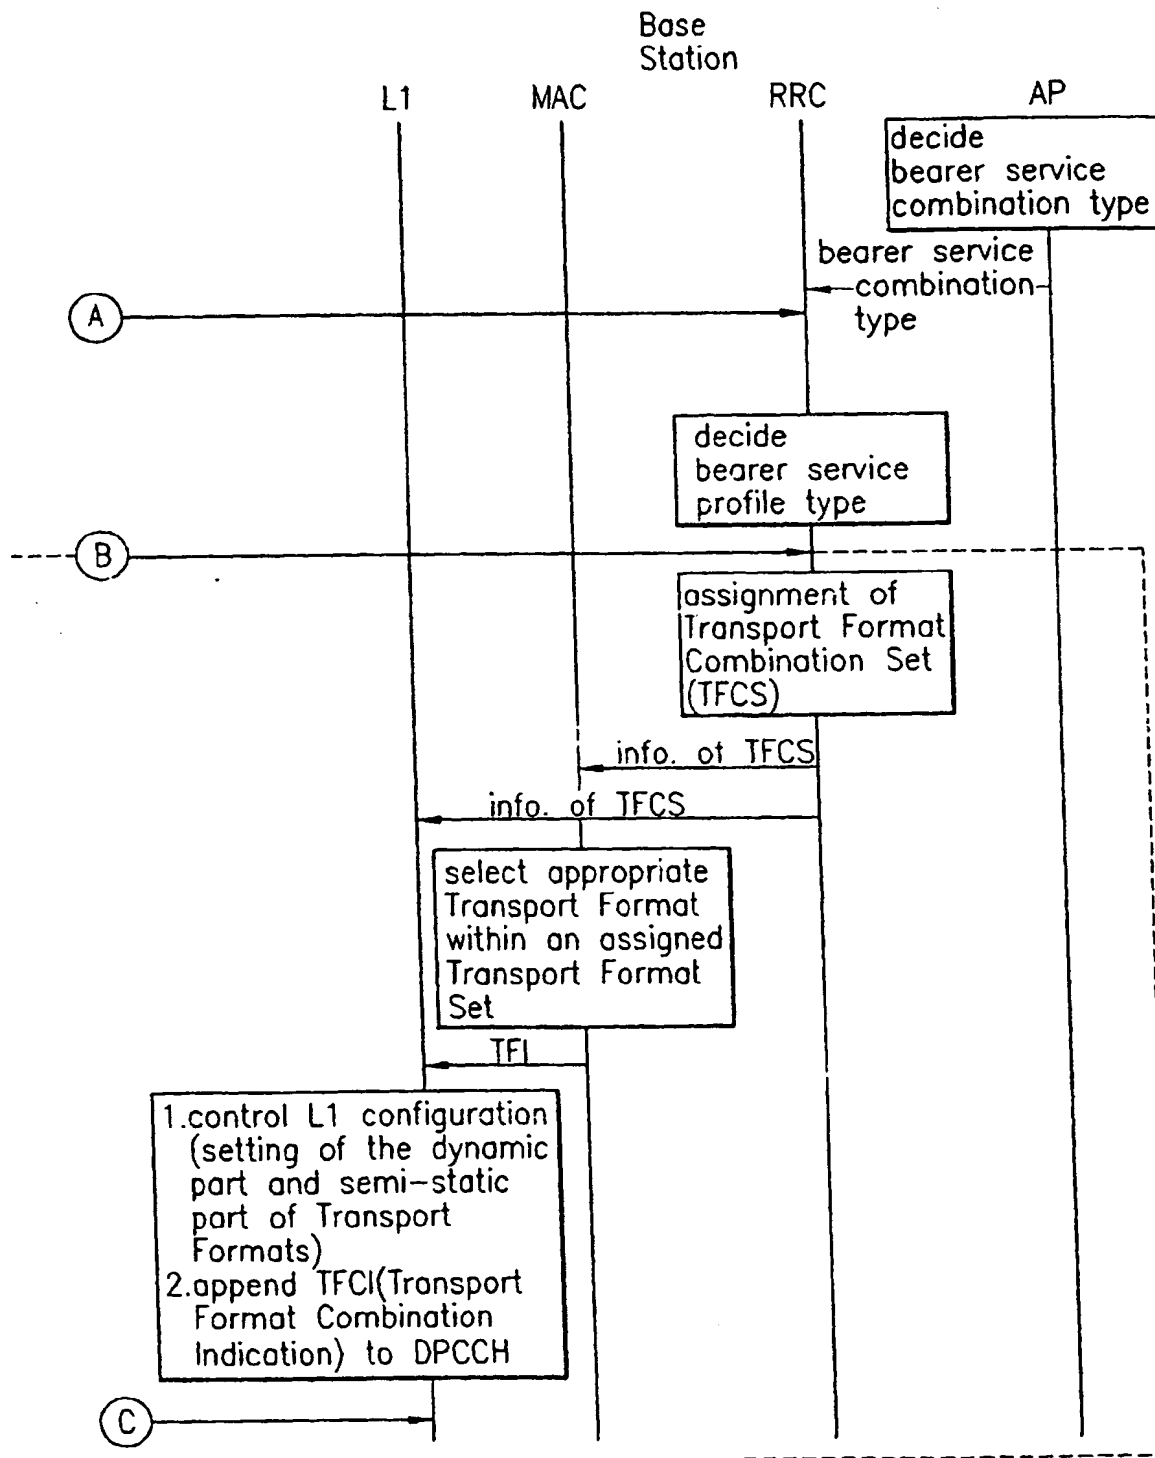 Base
Station
L1 MAC RRC AP
decide
bearer service
combination type
bearer service
combination
type
A
decide
bearer service
profile type
B
assignment of
Transport Format
Combination Set
(TFCS)
info. of TFCS
info. of TFCS
select appropriate
Transport Format
within an assigned
Transport Format
Set
TFI
1.control L1 configuration
(setting of the dynamic
part and semi-static
part of Transport
Formats)
2.append TFCI(Transport
Format Combination
Indication) to DPCCH
C